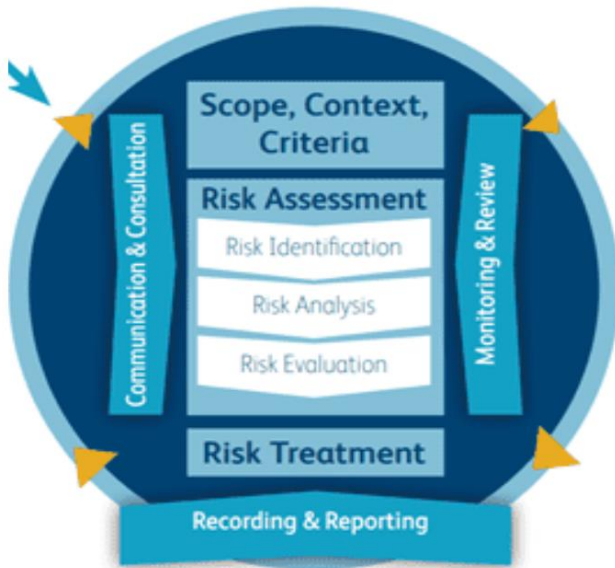 Scope, Context,
Criteria
Communication & Consultation
Risk Assessment
Risk Identification
Risk Analysis
Risk Evaluation
Monitoring & Review
Risk Treatment
Recording & Reporting